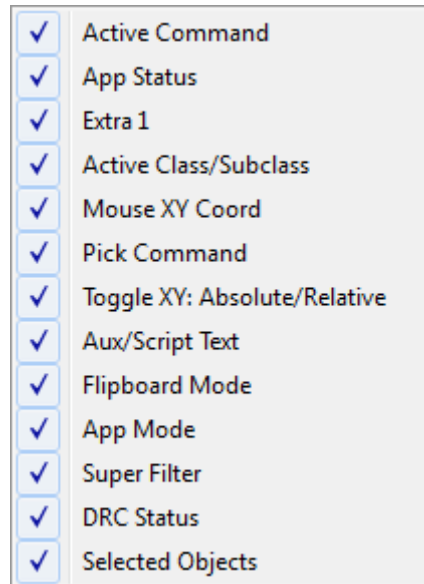 Active Command
App Status
Extra 1
Active Class/Subclass
Mouse XY Coord
Pick Command
Toggle XY: Absolute/Relative
Aux/Script Text
Flipboard Mode
App Mode
Super Filter
DRC Status
Selected Objects